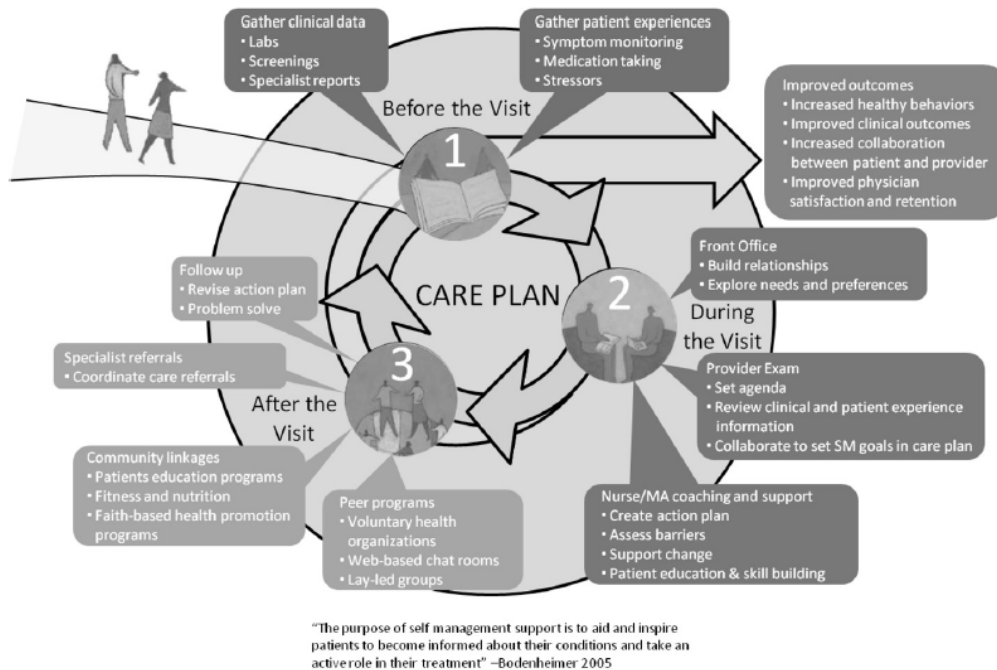 Gather clinical data
• Labs
• Screenings
• Specialist reports
Gather patient experiences
• Symptom monitoring
• Medication taking
• Stressors
Before the Visit
1
Improved outcomes
• Increased healthy behaviors
• Improved clinical outcomes
• Increased collaboration
between patient and provider
• Improved physician
satisfaction and retention
Front Office
• Build relationships
• Explore needs and preferences
2
During
the Visit
CARE PLAN
Provider Exam
• Set agenda
• Review clinical and patient experience
information
• Collaborate to set SM goals in care plan
Nurse/MA coaching and support
• Create action plan
• Assess barriers
• Support change
• Patient education & skill building
3
After the
Visit
Follow up
• Revise action plan
• Problem solve
Specialist referrals
• Coordinate care referrals
Community linkages
• Patients education programs
• Fitness and nutrition
• Faith-based health promotion
programs
Peer programs
• Voluntary health
organizations
• Web-based chat rooms
• Lay-led groups
“The purpose of self management support is to aid and inspire
patients to become informed about their conditions and take an
active role in their treatment” –Bodenheimer 2005